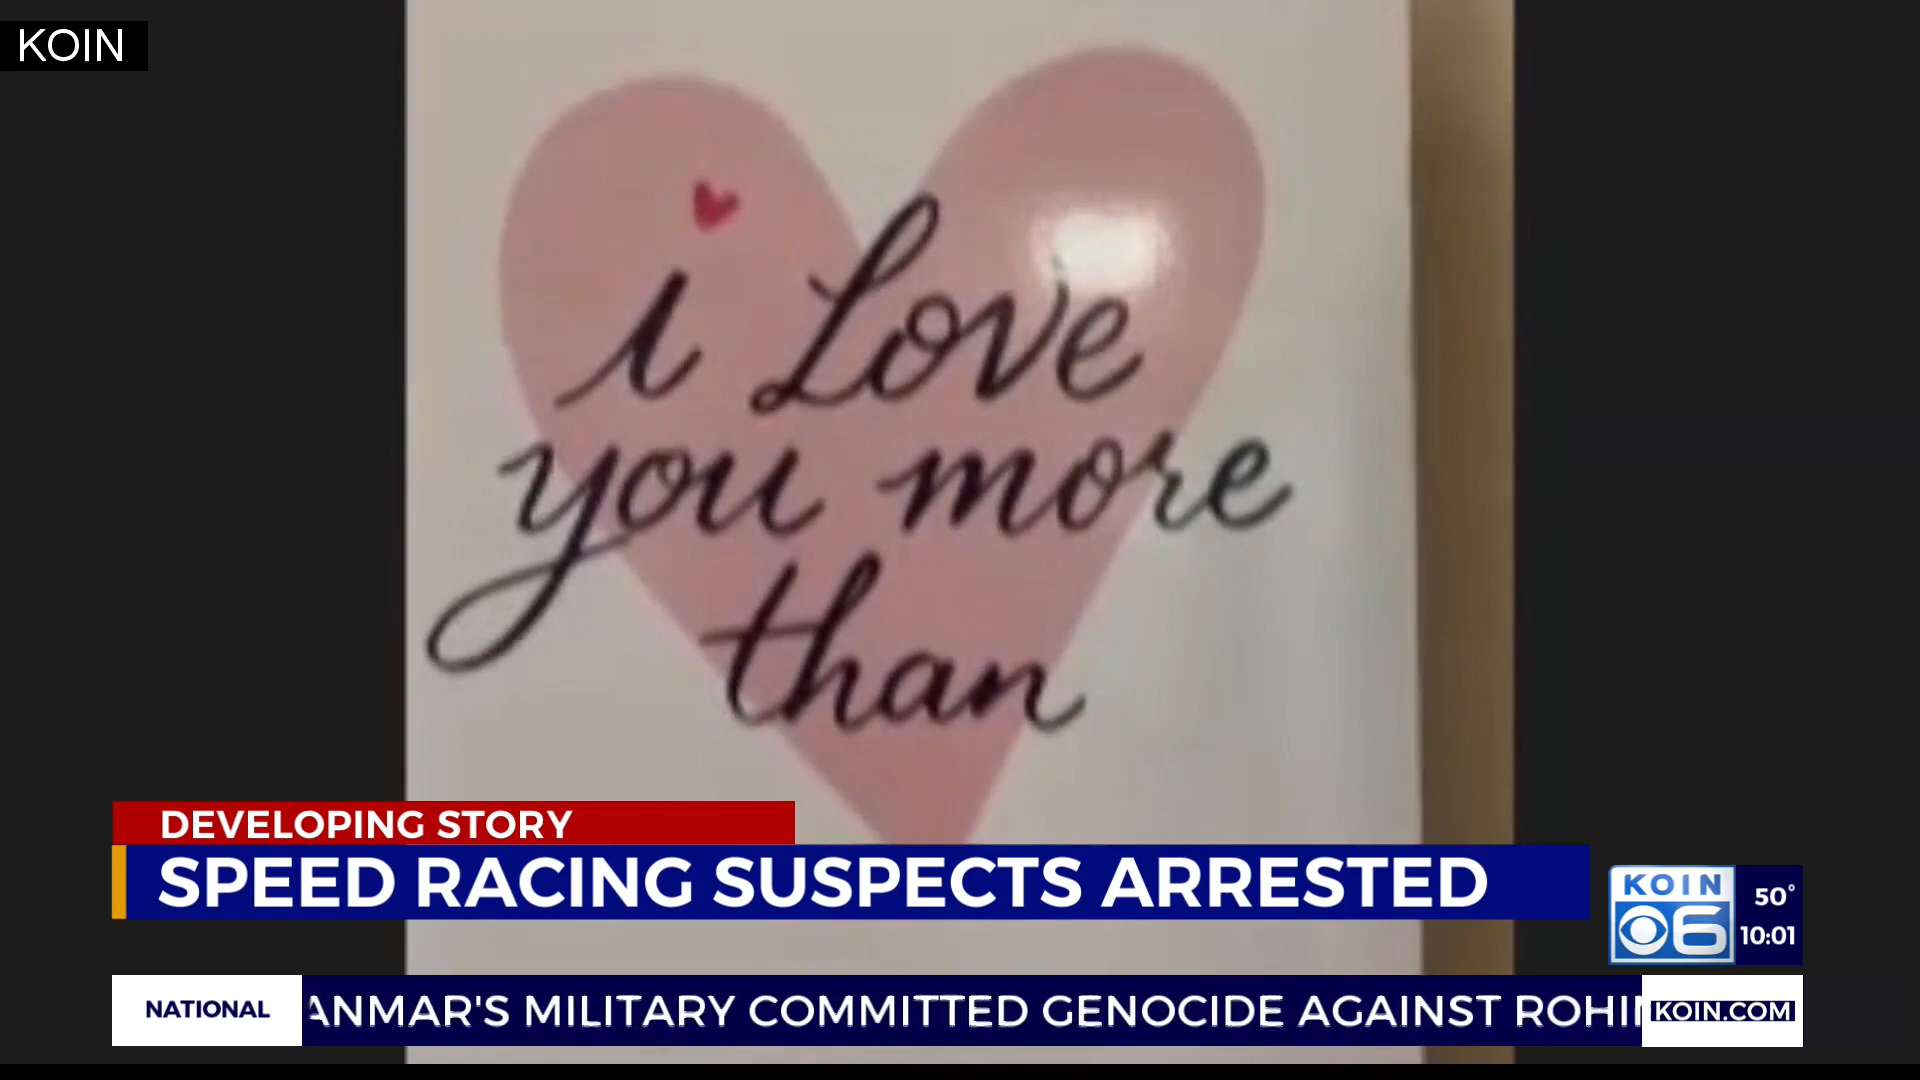 KOIN
i Love
you more
than
DEVELOPING STORY
SPEED RACING SUSPECTS ARRESTED
KOIN
6
50°
10:01
NATIONAL
ANMAR'S MILITARY COMMITTED GENOCIDE AGAINST ROHIN
KOIN.COM